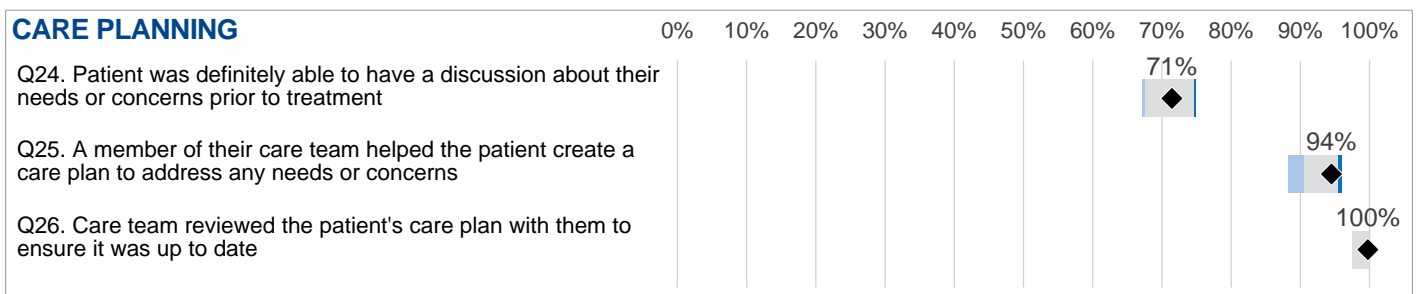 CARE PLANNING
0% 10% 20% 30% 40% 50% 60% 70% 80% 90% 100%
Q24. Patient was definitely able to have a discussion about their
needs or concerns prior to treatment
71%
Q25. A member of their care team helped the patient create a
care plan to address any needs or concerns
94%
Q26. Care team reviewed the patient's care plan with them to
ensure it was up to date
100%